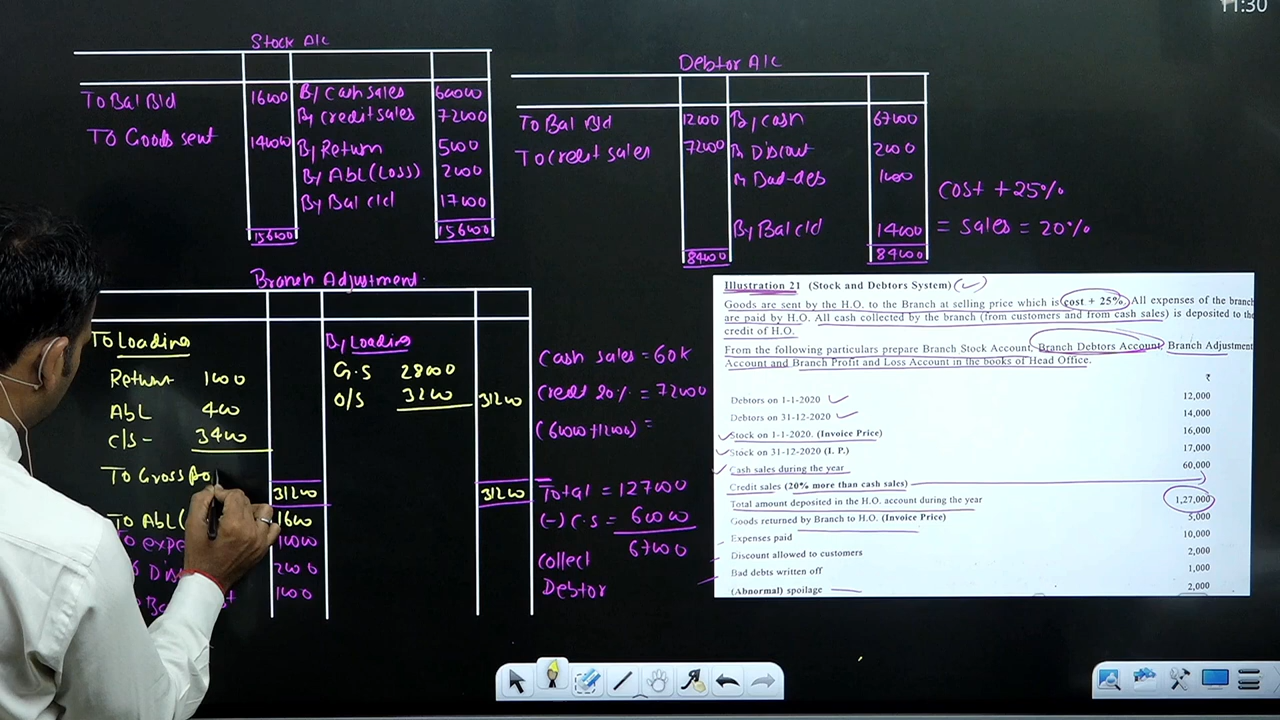 11:30
Stock A/c
To Bal B/d 16000 By Cash sales 60000
By Credit sales 72000
To Goods sent 140000 By Return 5000
By Abl (Loss) 2000
By Bal c/d 17000
156000 156000
Debtor A/c
To Bal B/d 12000 By Cash 67000
To Credit sales 72000 By Discout 2000
By Bad-deb 1000
By Bal c/d 14000
84000 84000
Cost + 25%
= Sales = 20%
Branch Adjustment
To Loading By Loading
Return 1000 G.S 28000
Abl 400 O/S 3200 31200
C/S - 3400
To Gross
31200 31200
To Abl ( 1600
To expe 10000
Dis 2000
1000
Cash sales = 60k
Credit 20% = 72000
(60000+12000) =
Total = 127000
(-) C.S = 60000
67000
Collect
Debtor
Illustration 21 (Stock and Debtors System)
Goods are sent by the H.O. to the Branch at selling price which is cost + 25%. All expenses of the branch
are paid by H.O. All cash collected by the branch (from customers and from cash sales) is deposited to the
credit of H.O.
From the following particulars prepare Branch Stock Account, Branch Debtors Account, Branch Adjustment
Account and Branch Profit and Loss Account in the books of Head Office.
₹
Debtors on 1-1-2020 12,000
Debtors on 31-12-2020 14,000
Stock on 1-1-2020. (Invoice Price) 16,000
Stock on 31-12-2020 (I. P.) 17,000
Cash sales during the year 60,000
Credit sales (20% more than cash sales)
Total amount deposited in the H.O. account during the year 1,27,000
Goods returned by Branch to H.O. (Invoice Price) 5,000
Expenses paid 10,000
Discount allowed to customers 2,000
Bad debts written off 1,000
(Abnormal) spoilage 2,000